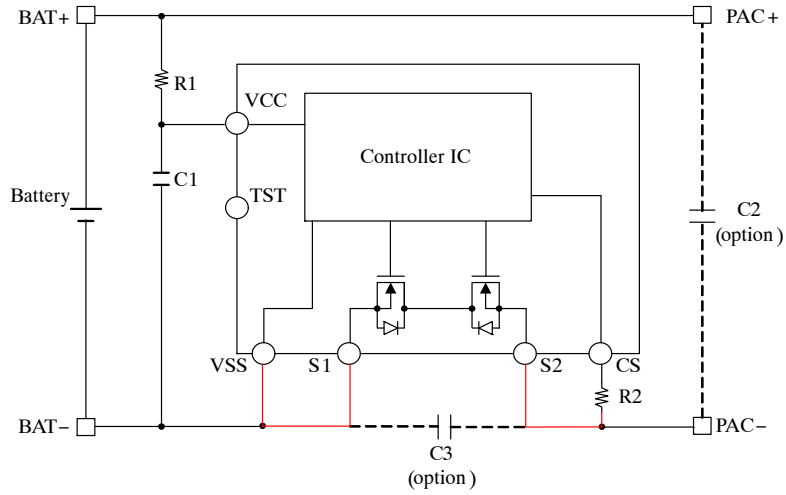 BAT+
PAC+
R1
VCC
Controller IC
C1
TST
Battery
C2
(option)
VSS
S1
S2
CS
R2
BAT−
PAC−
C3
(option)